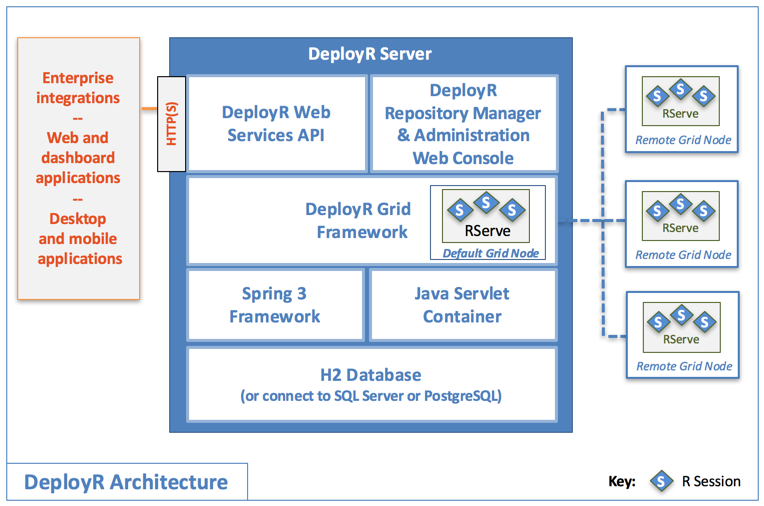 DeployR Server
Enterprise
integrations
--
Web and
dashboard
applications
--
Desktop
and mobile
applications
HTTP(S)
DeployR Web
Services API
DeployR
Repository Manager
& Administration
Web Console
DeployR Grid
Framework
S S S
RServe
Default Grid Node
Spring 3
Framework
Java Servlet
Container
H2 Database
(or connect to SQL Server or PostgreSQL)
S S S
RServe
Remote Grid Node
S S S
RServe
Remote Grid Node
S S S
RServe
Remote Grid Node
DeployR Architecture
Key: S R Session